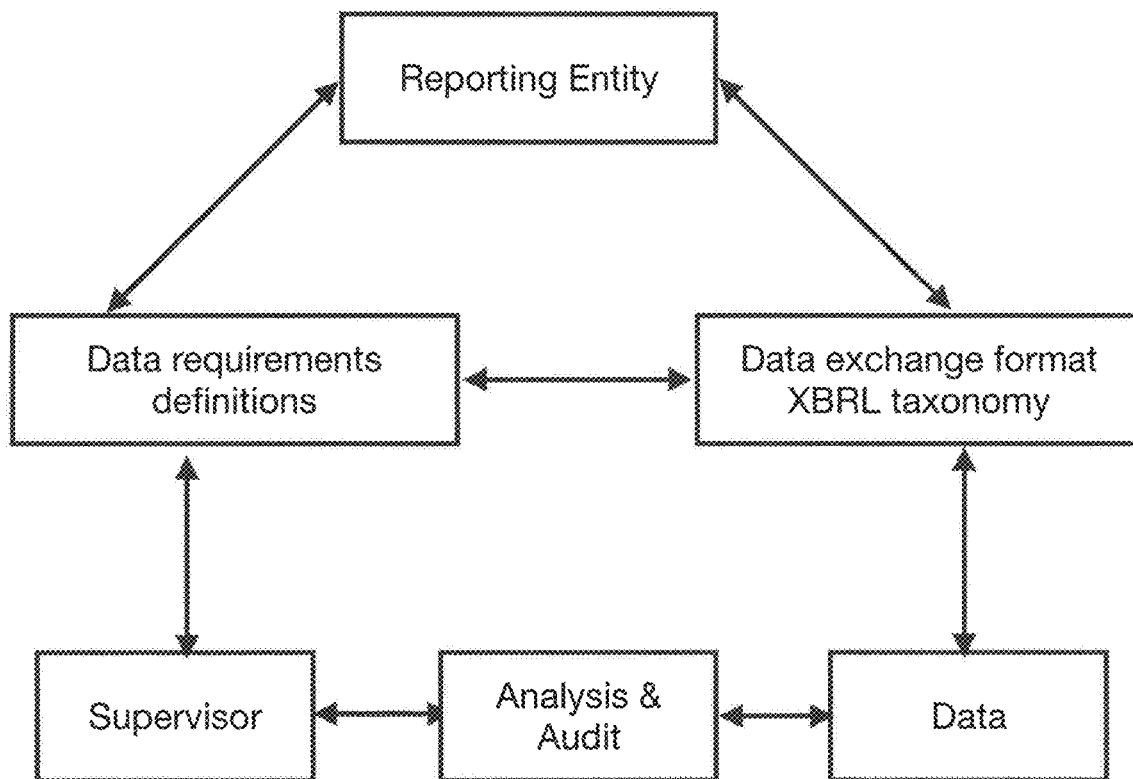 Reporting Entity
Data requirements
definitions
Data exchange format
XBRL taxonomy
Supervisor
Analysis &
Audit
Data